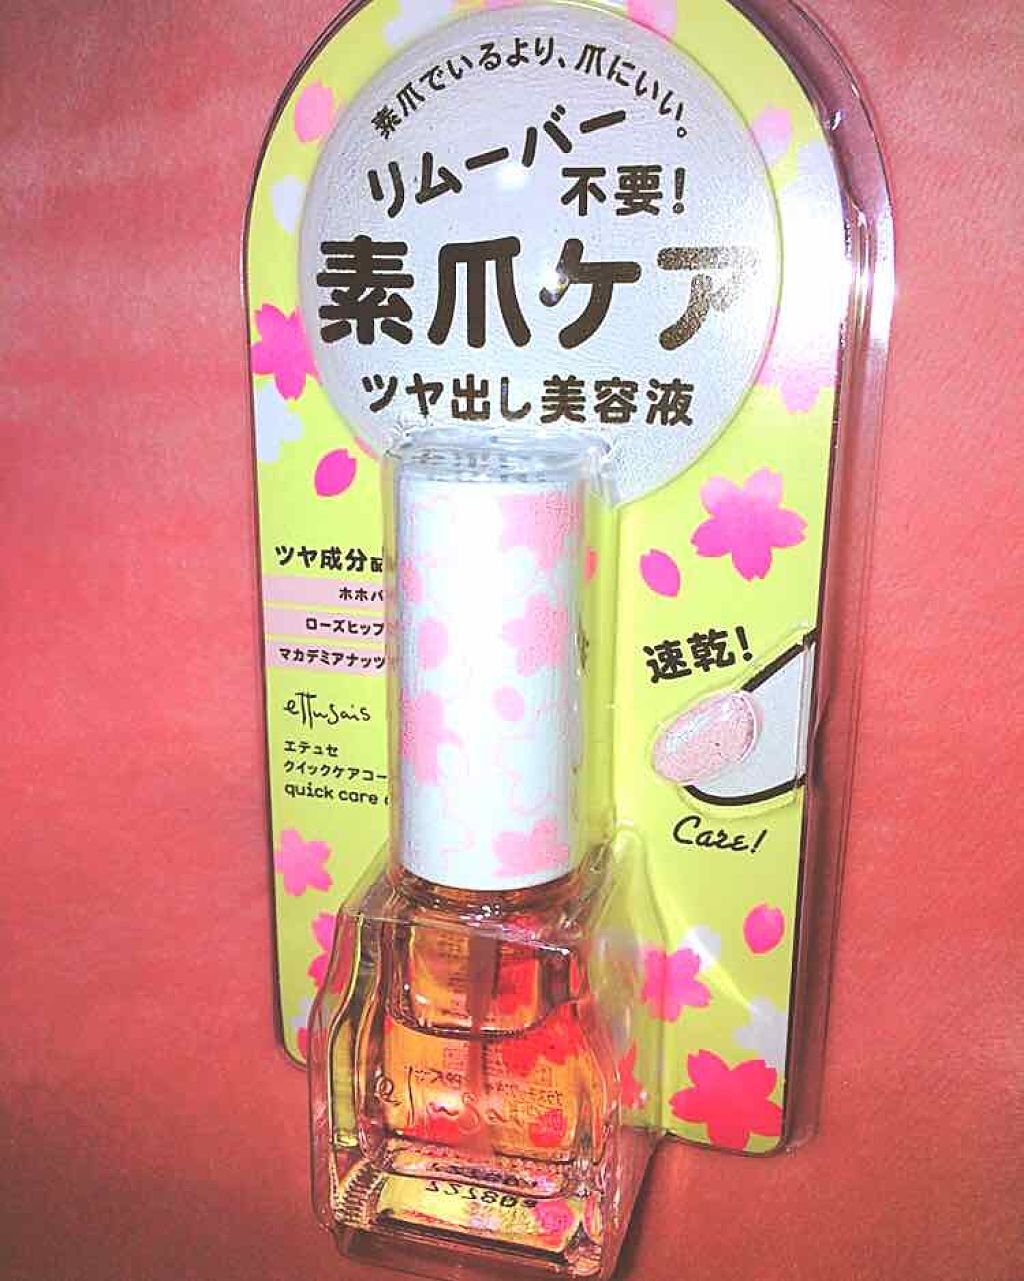 素爪でいるより、爪にいい。
リムーバー
不要!
素爪ケア
ツヤ出し美容液
ツヤ成分配
ホホバ
ローズヒップ
マカデミアナッツ
ettusais
エテュセ
クイックケアコー
quick care
速乾!
Care!